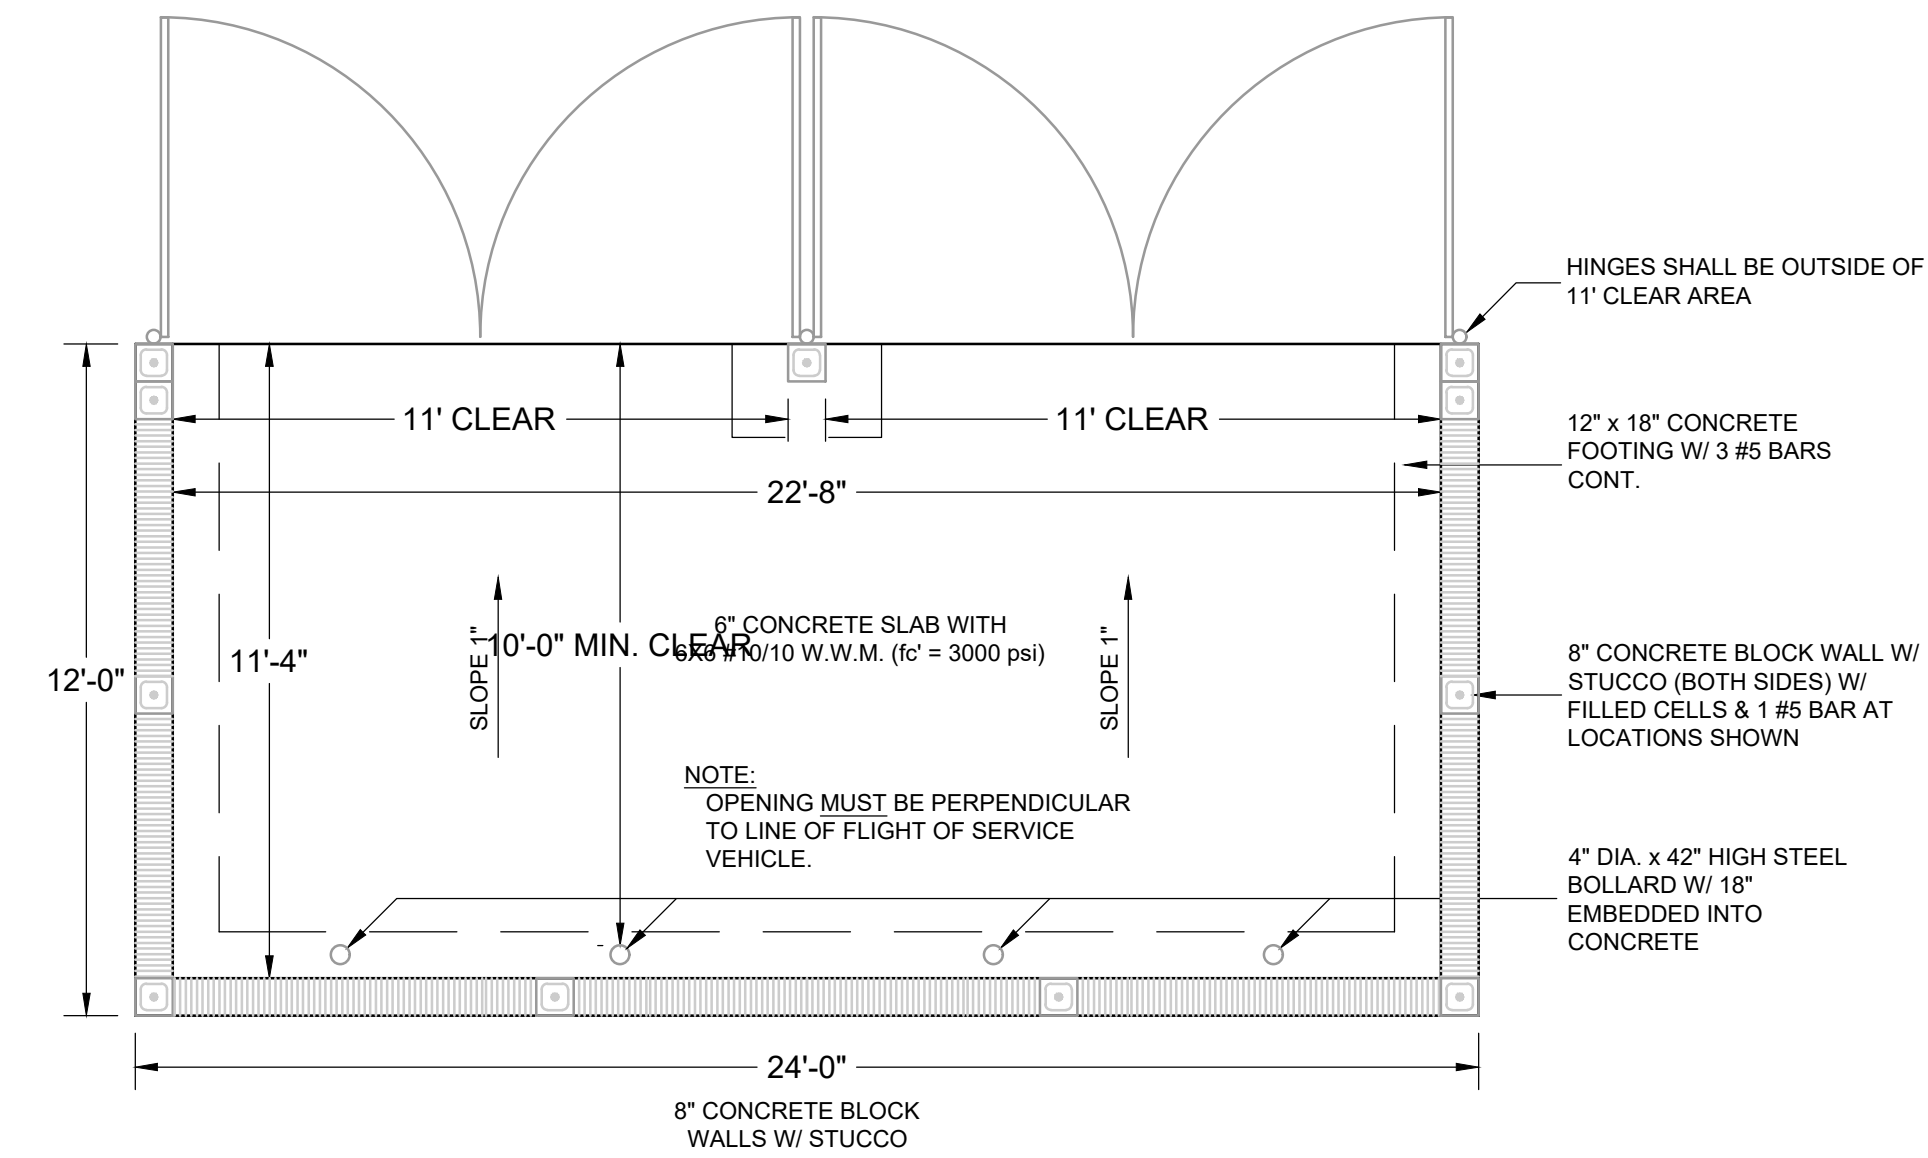 HINGES SHALL BE OUTSIDE OF
11' CLEAR AREA
11' CLEAR
11' CLEAR
12" x 18" CONCRETE
FOOTING W/ 3 #5 BARS
CONT.
22'-8"
SLOPE 1"
10'-0" MIN. CLEAR
6" CONCRETE SLAB WITH
6X6 #10/10 W.W.M. (fc' = 3000 psi)
SLOPE 1"
12'-0"
11'-4"
8" CONCRETE BLOCK WALL W/
STUCCO (BOTH SIDES) W/
FILLED CELLS & 1 #5 BAR AT
LOCATIONS SHOWN
NOTE:
OPENING MUST BE PERPENDICULAR
TO LINE OF FLIGHT OF SERVICE
VEHICLE.
4" DIA. x 42" HIGH STEEL
BOLLARD W/ 18"
EMBEDDED INTO
CONCRETE
24'-0"
8" CONCRETE BLOCK
WALLS W/ STUCCO